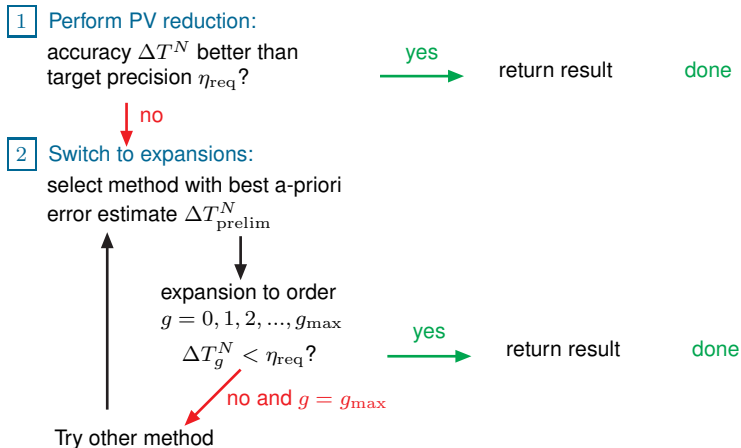 1 Perform PV reduction:
accuracy ΔT^N better than
target precision η_req?
yes
return result
done
no
2 Switch to expansions:
select method with best a-priori
error estimate ΔT^N_prelim
expansion to order
g = 0, 1, 2, ..., g_max
ΔT^N_g < η_req?
yes
return result
done
no and g = g_max
Try other method